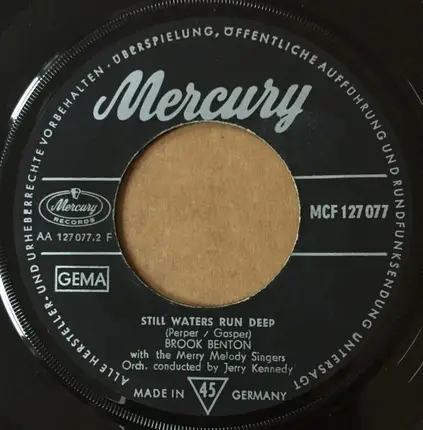 ALLE HERSTELLER- UND URHEBERRECHTE VORBEHALTEN · ÜBERSPIELUNG, ÖFFENTLICHE AUFFÜHRUNG UND RUNDFUNKSENDUNG UNTERSAGT
Mercury
Mercury
RECORDS
MCF 127 077
AA 127 077.2 F
GEMA
STILL WATERS RUN DEEP
(Perper / Gasper)
BROOK BENTON
with the Merry Melody Singers
Orch. conducted by Jerry Kennedy
MADE IN 45 GERMANY